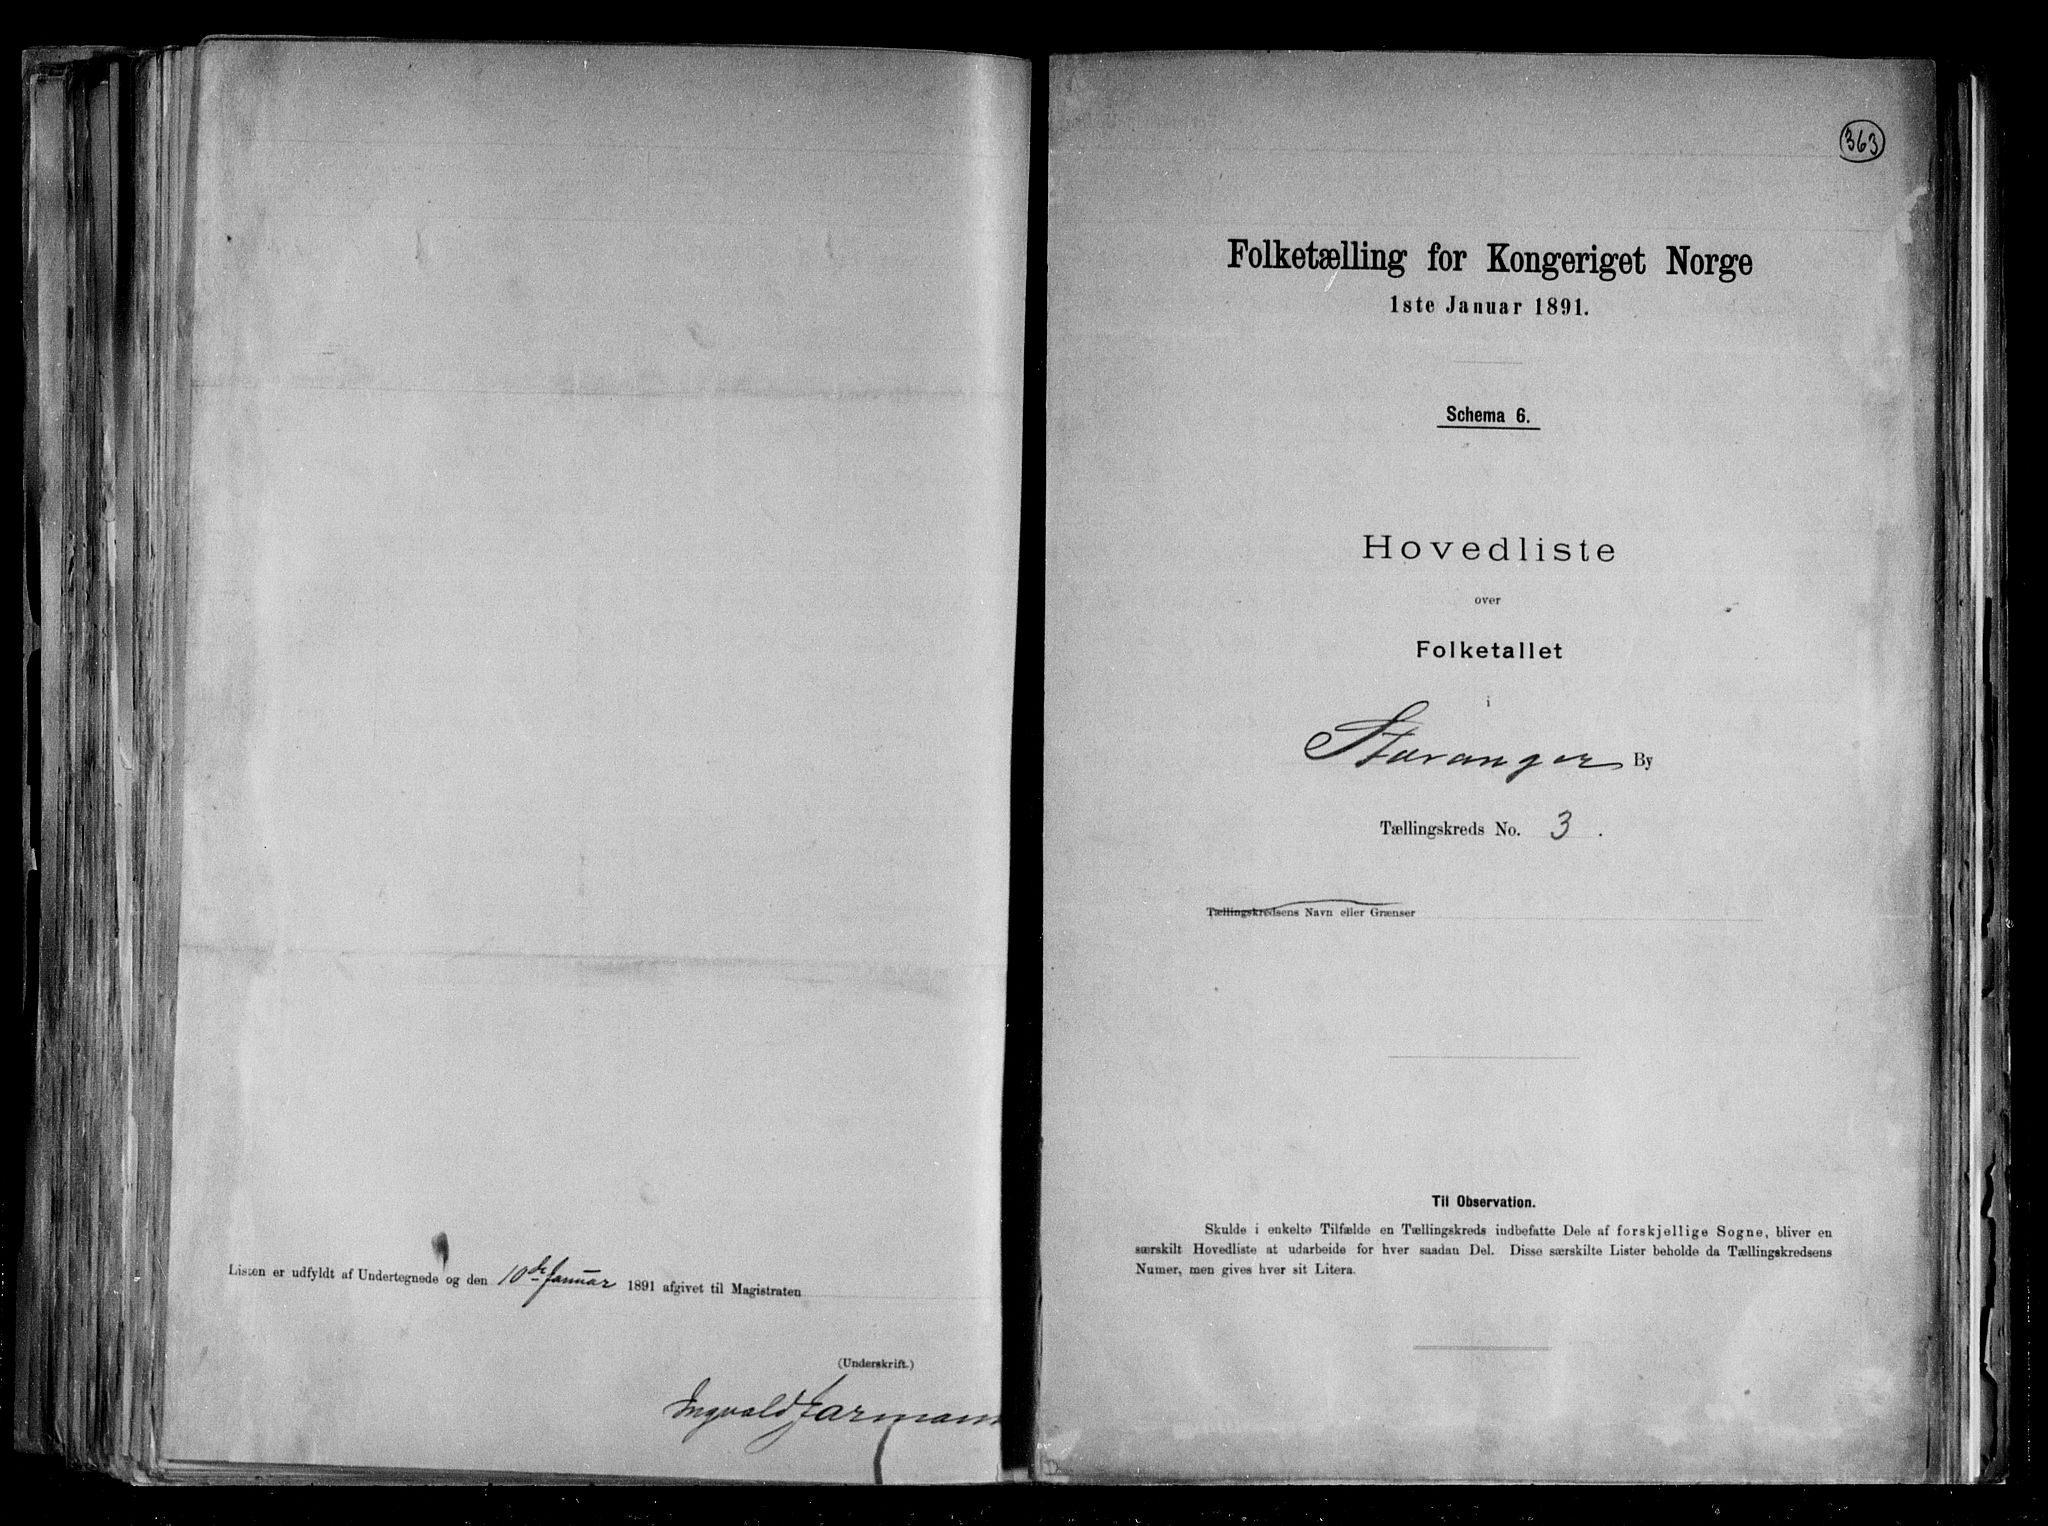 Listen er udfyldt af Undertegnede og den 10de Januar 1891 afgivet til Magistraten
(Underskrift.)
Ingvald Jarmann
363
Folketælling for Kongeriget Norge
1ste Januar 1891.
Schema 6.
Hovedliste
over
Folketallet
i
Stavanger By
Tællingskreds No. 3.
Tællingskredsens Navn eller Grænser
Til Observation.
Skulde i enkelte Tilfælde en Tællingskreds indbefatte Dele af forskjellige Sogne, bliver en
særskilt Hovedliste at udarbeide for hver saadan Del. Disse særskilte Lister beholde da Tællingskredsens
Numer, men gives hver sit Litera.